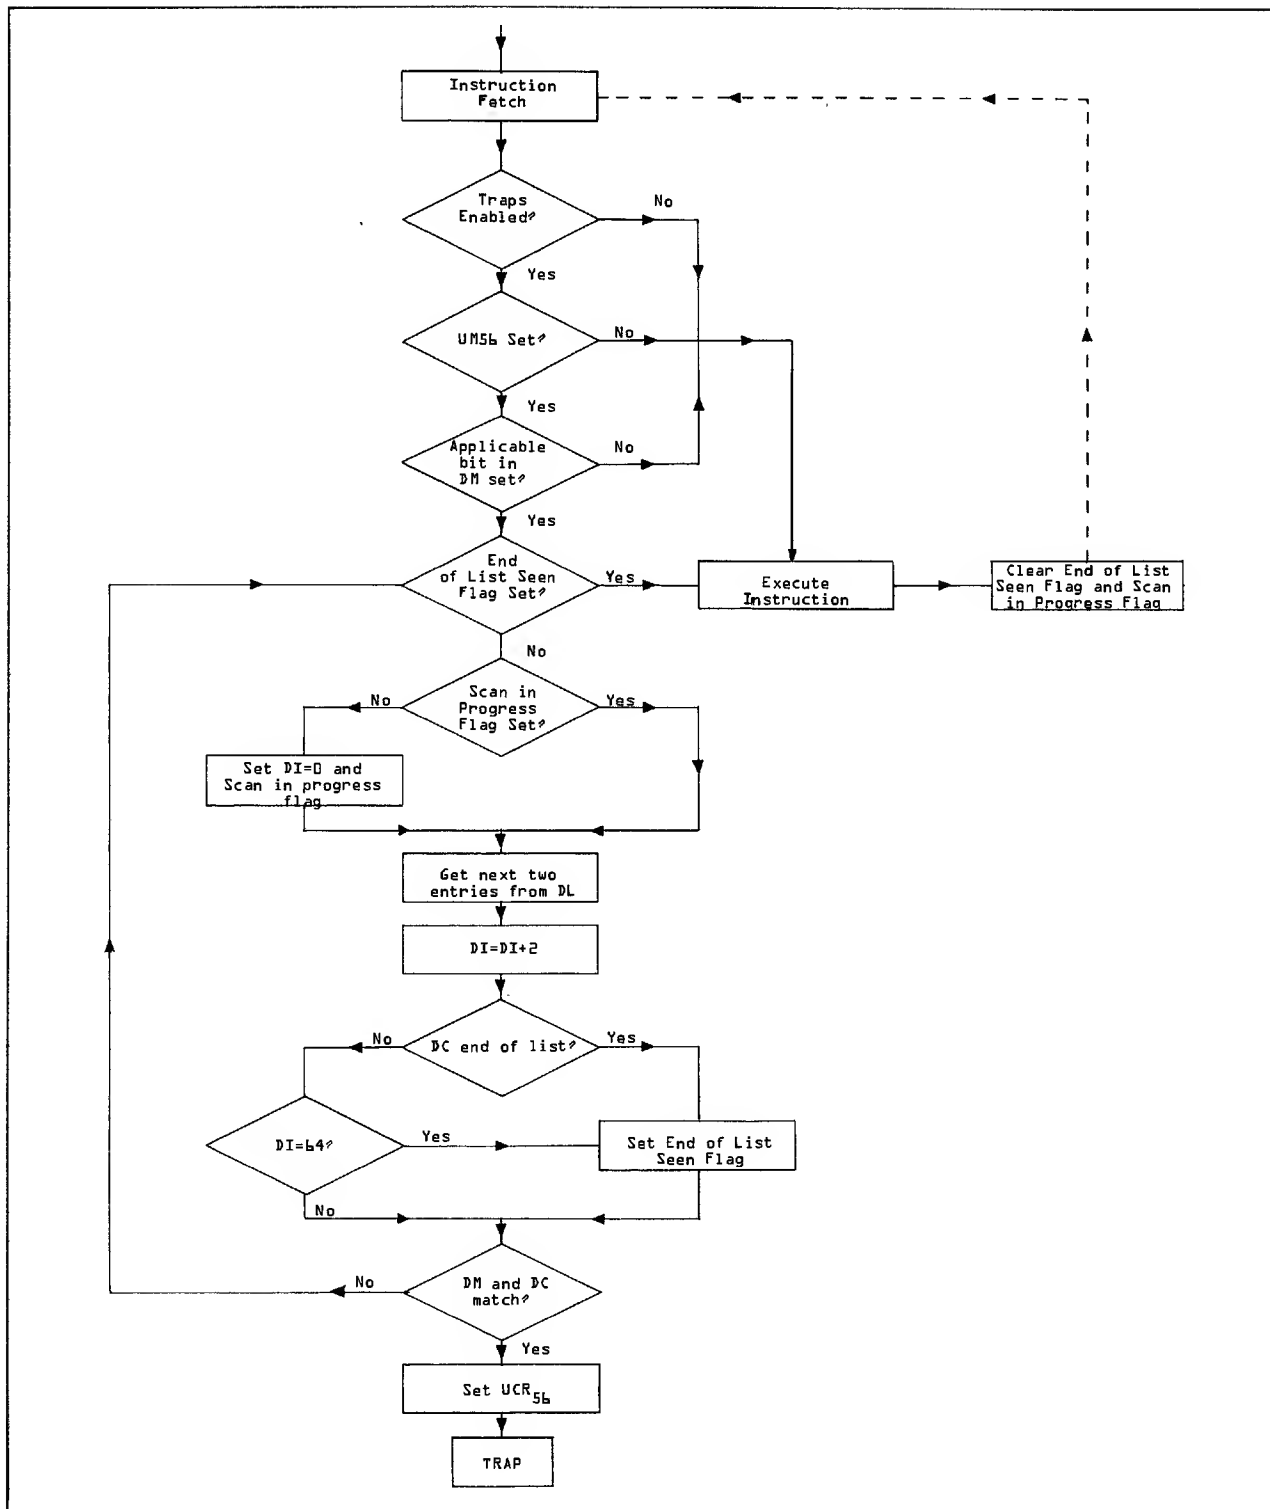 Instruction
Fetch
Traps
Enabled?
No
Yes
UM56 Set?
No
Yes
Applicable
bit in
DM set?
No
Yes
End
of List Seen
Flag Set?
Yes
Execute
Instruction
Clear End of List
Seen Flag and Scan
in Progress Flag
No
Scan in
Progress
Flag Set?
No
Yes
Set DI=0 and
Scan in progress
flag
Get next two
entries from DL
DI=DI+2
DC end of list?
No
Yes
DI=64?
Yes
Set End of List
Seen Flag
No
DM and DC
match?
No
Yes
Set UCR56
TRAP